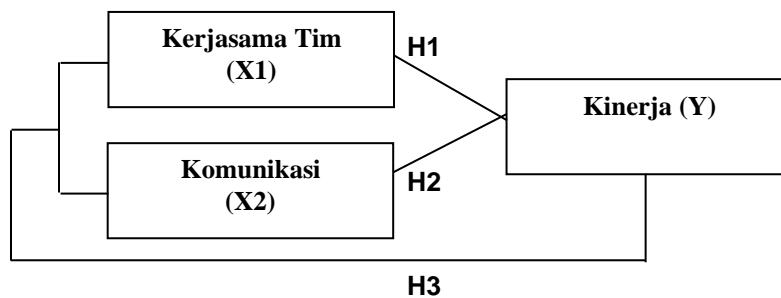 Kerjasama Tim
(X1)
H1
Kinerja (Y)
Komunikasi
(X2)
H2
H3